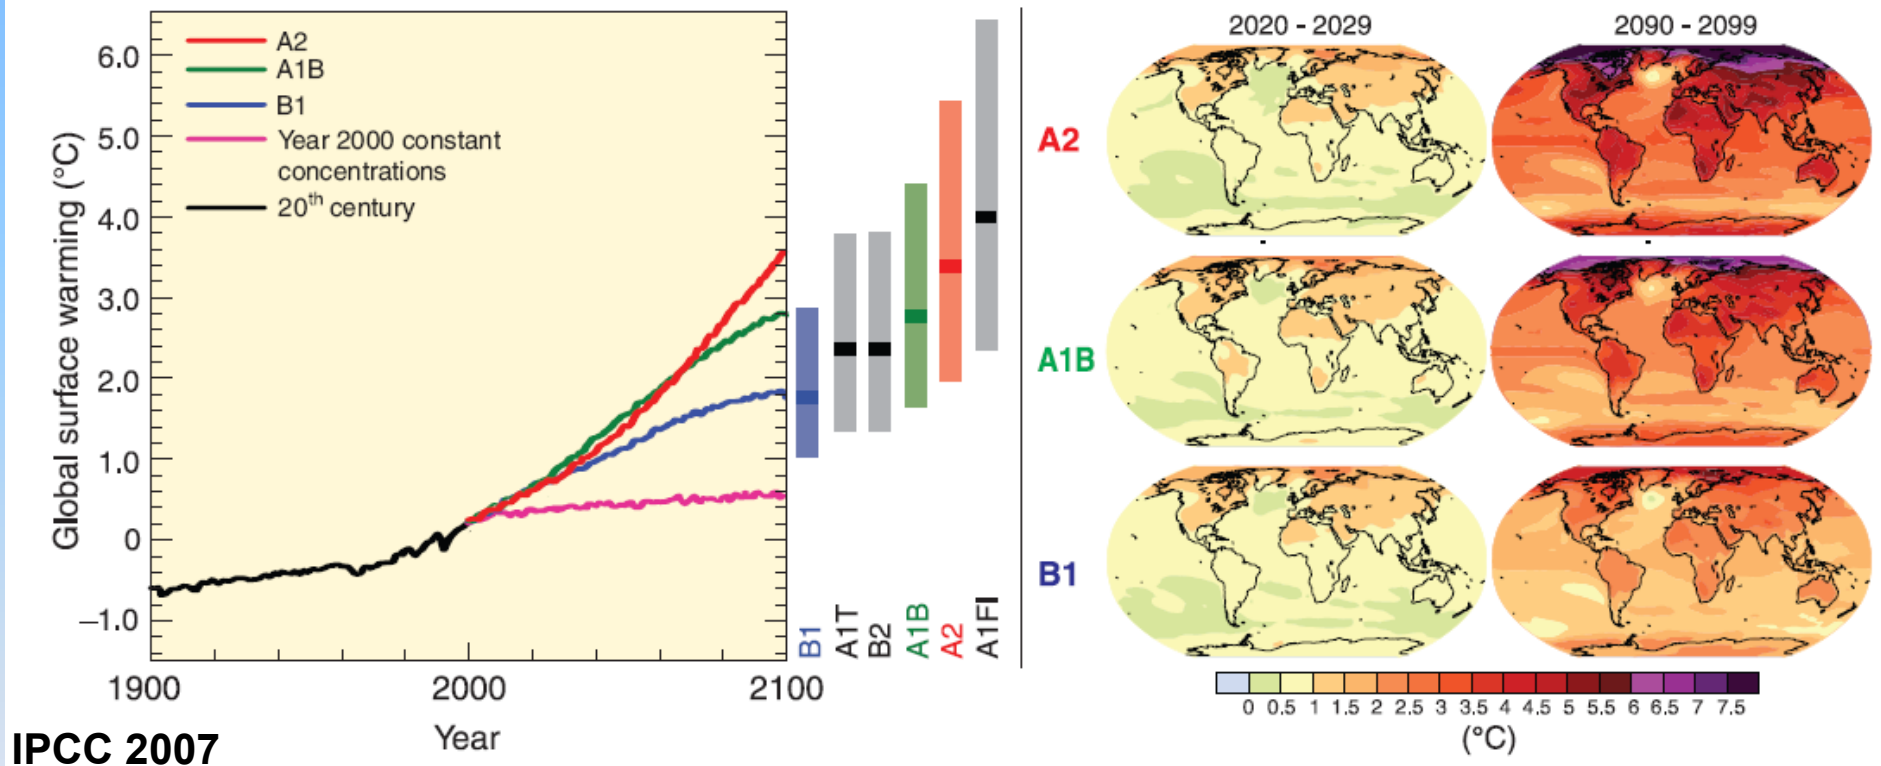 A2
A1B
B1
Year 2000 constant
concentrations
20th century
Global surface warming (°C)
6.0
5.0
4.0
3.0
2.0
1.0
0
–1.0
1900 2000 2100
Year
B1 A1T B2 A1B A2 A1FI
2020 - 2029 2090 - 2099
A2
A1B
B1
0 0.5 1 1.5 2 2.5 3 3.5 4 4.5 5 5.5 6 6.5 7 7.5
(°C)
IPCC 2007